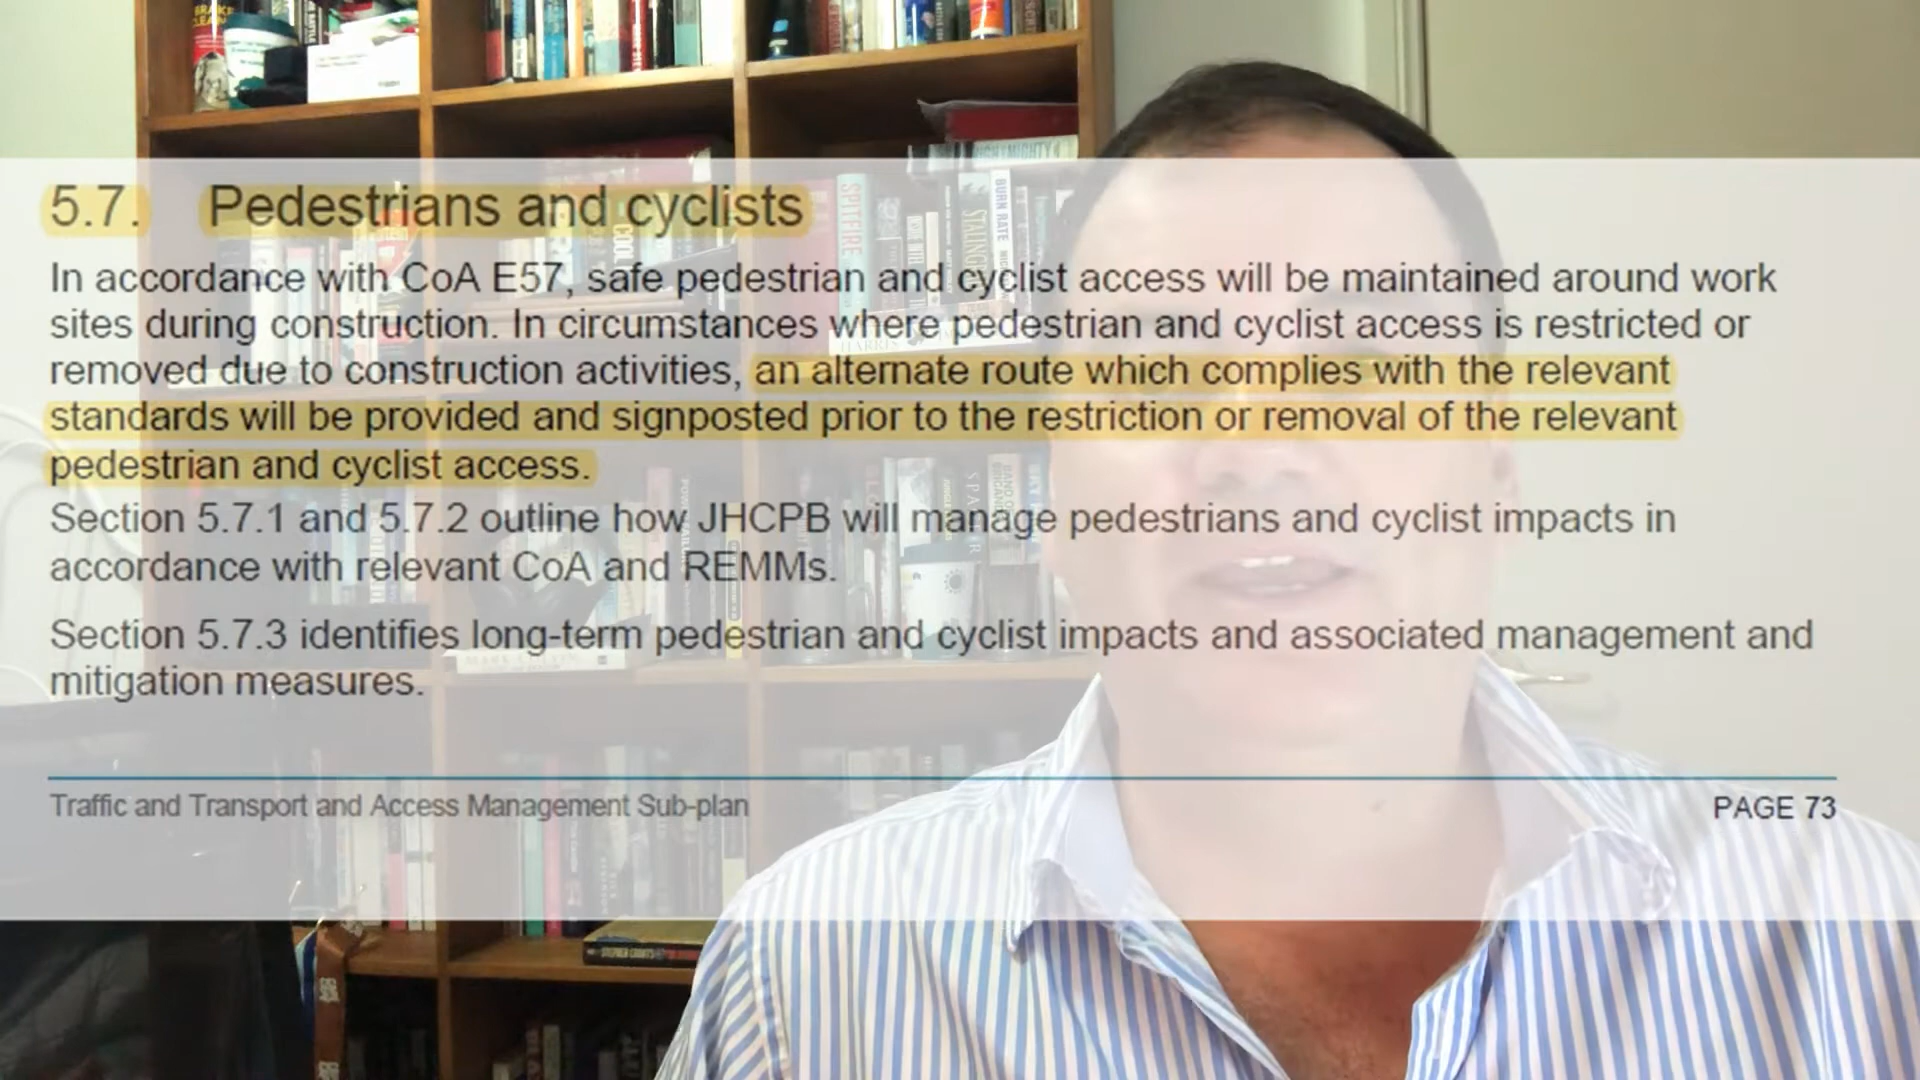 5.7. Pedestrians and cyclists
In accordance with CoA E57, safe pedestrian and cyclist access will be maintained around work
sites during construction. In circumstances where pedestrian and cyclist access is restricted or
removed due to construction activities, an alternate route which complies with the relevant
standards will be provided and signposted prior to the restriction or removal of the relevant
pedestrian and cyclist access.
Section 5.7.1 and 5.7.2 outline how JHCPB will manage pedestrians and cyclist impacts in
accordance with relevant CoA and REMMs.
Section 5.7.3 identifies long-term pedestrian and cyclist impacts and associated management and
mitigation measures.
Traffic and Transport and Access Management Sub-plan PAGE 73
SPITFIRE
STALING
BURN RATE
COOL
HARRIS